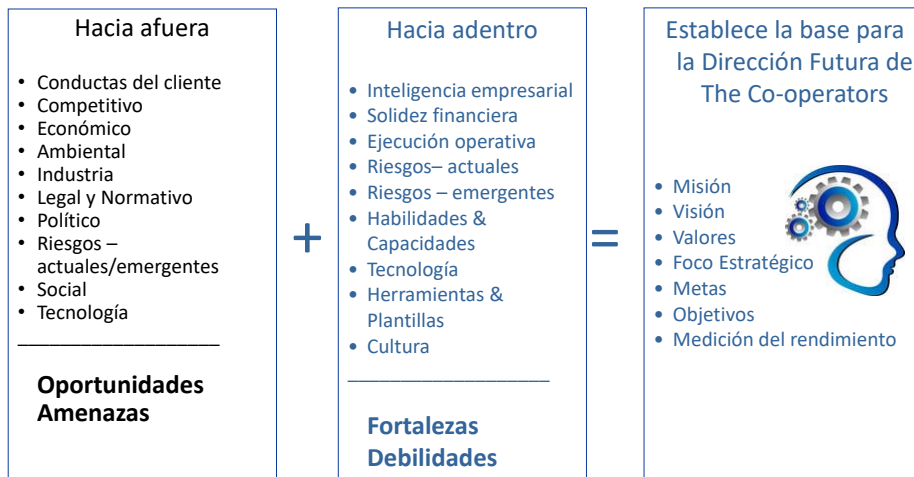 Hacia afuera
• Conductas del cliente
• Competitivo
• Económico
• Ambiental
• Industria
• Legal y Normativo
• Político
• Riesgos –
actuales/emergentes
• Social
• Tecnología
___________________
Oportunidades
Amenazas
+
Hacia adentro
• Inteligencia empresarial
• Solidez financiera
• Ejecución operativa
• Riesgos– actuales
• Riesgos – emergentes
• Habilidades &
Capacidades
• Tecnología
• Herramientas &
Plantillas
• Cultura
___________________
Fortalezas
Debilidades
=
Establece la base para
la Dirección Futura de
The Co-operators
• Misión
• Visión
• Valores
• Foco Estratégico
• Metas
• Objetivos
• Medición del rendimiento